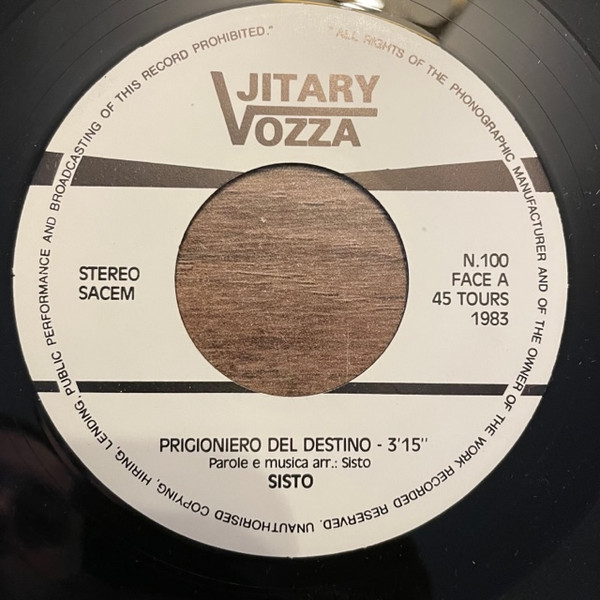 "ALL RIGHTS OF THE PHONOGRAPHIC MANUFACTURER AND OF THE OWNER OF THE WORK RECORDED RESERVED. UNAUTHORISED COPYING, HIRING, LENDING, PUBLIC PERFORMANCE AND BROADCASTING OF THIS RECORD PROHIBITED."
JITARY
VOZZA
STEREO
SACEM
N.100
FACE A
45 TOURS
1983
PRIGIONIERO DEL DESTINO - 3'15"
Parole e musica arr.: Sisto
SISTO